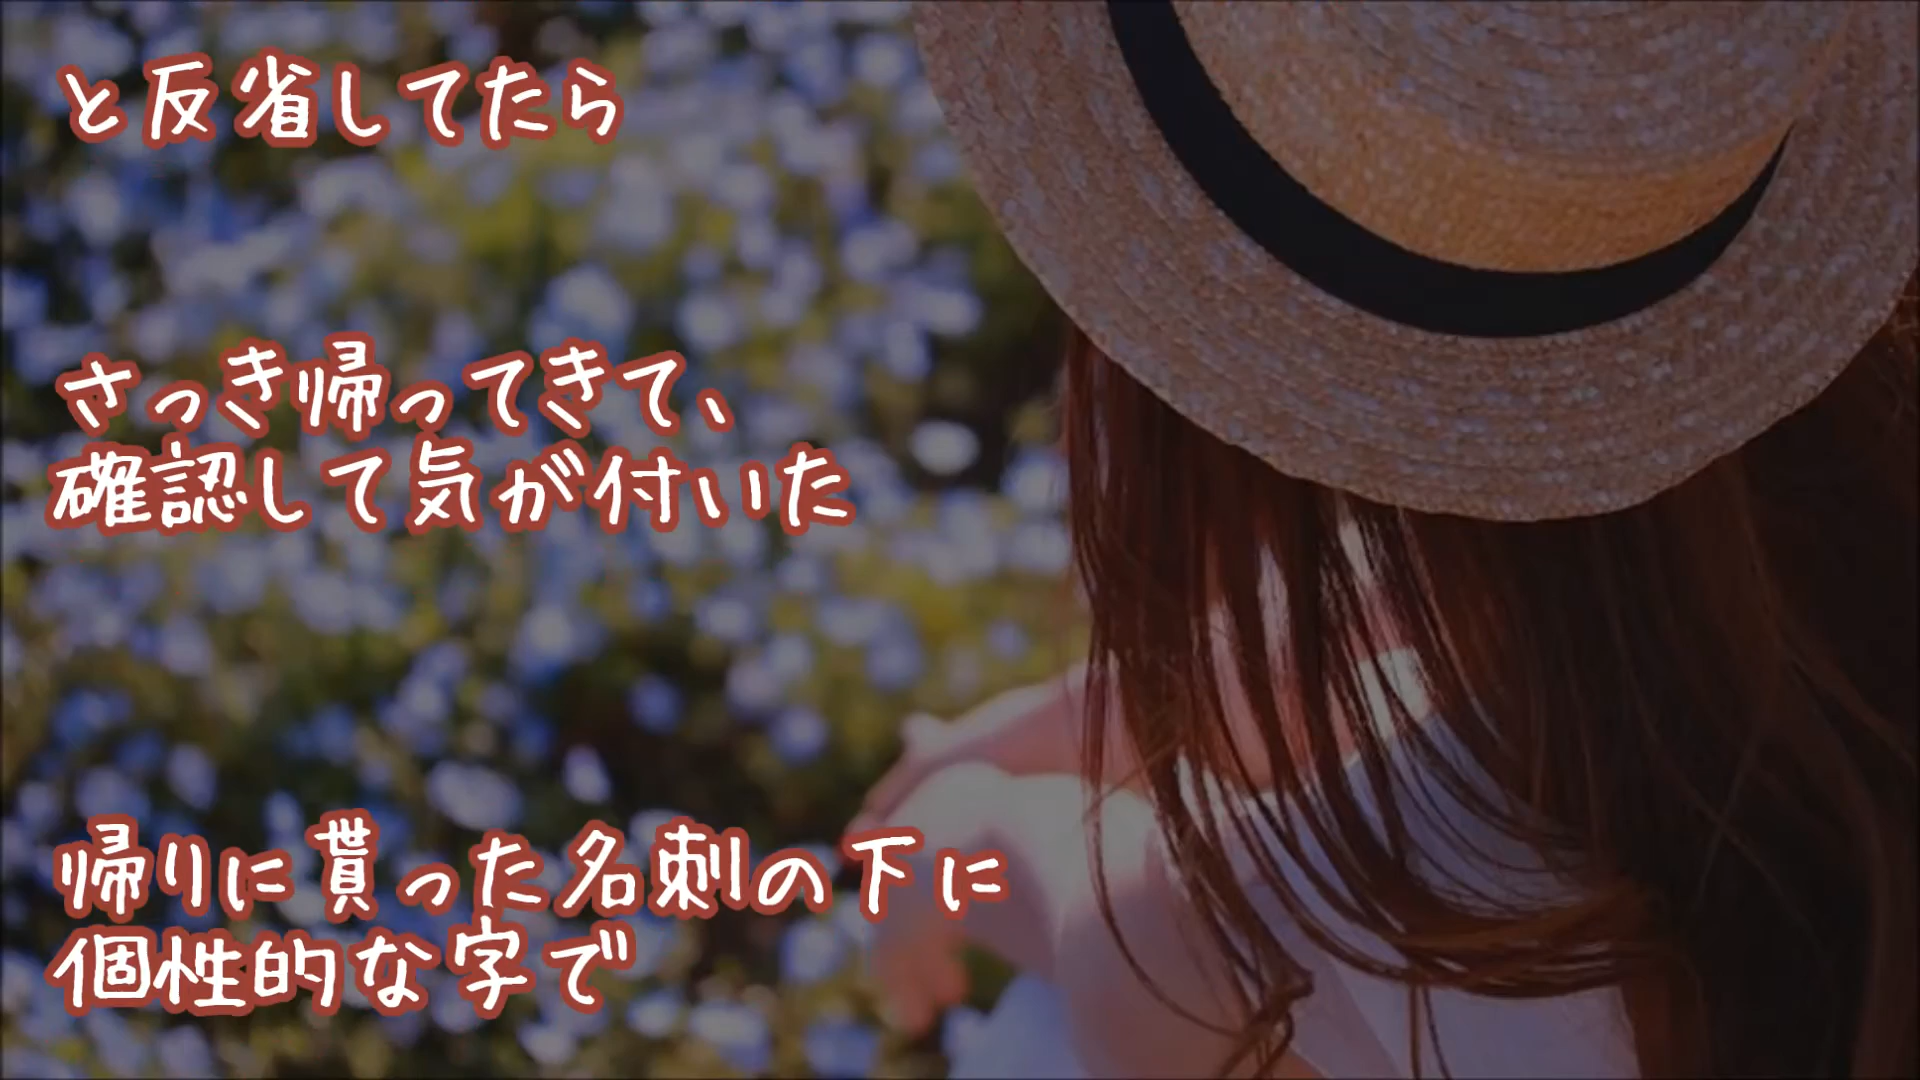 と反省してたら
さっき帰ってきて、
確認して気が付いた
帰りに貰った名刺の下に
個性的な字で